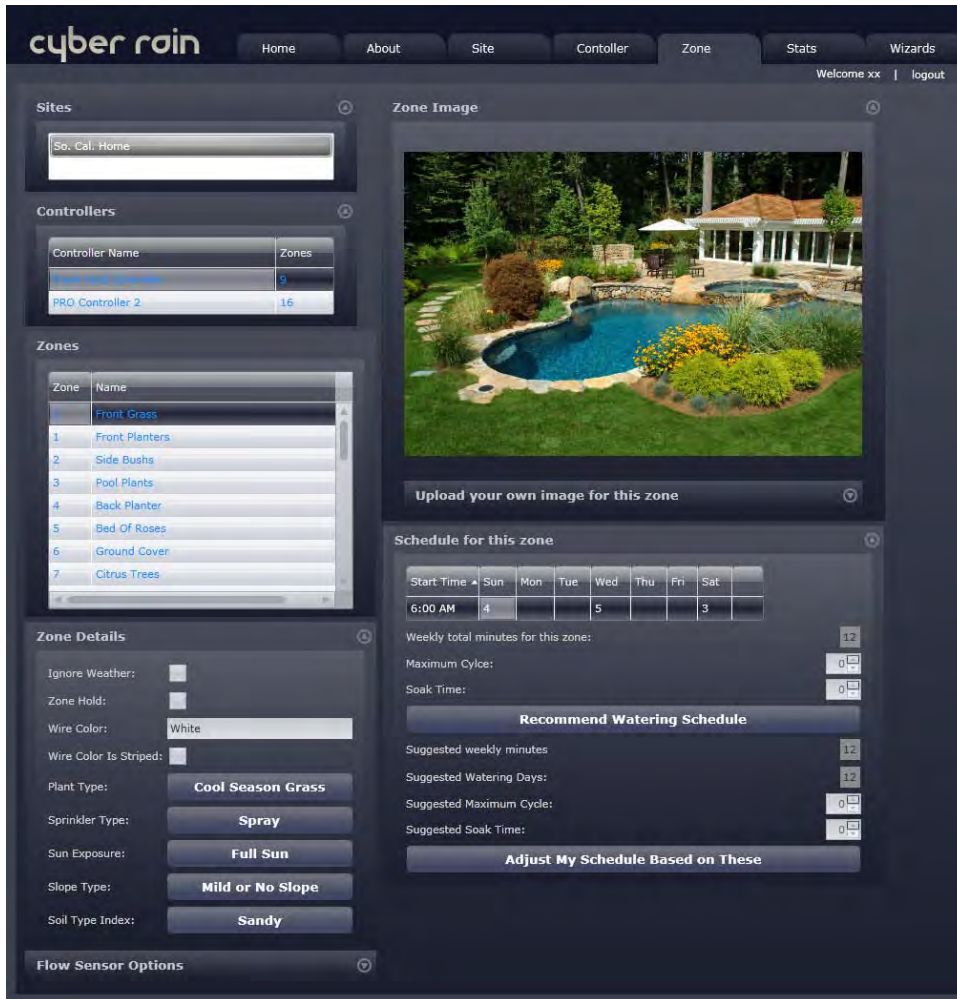 cyber rain
Home About Site Contoller Zone Stats Wizards
Welcome xx | logout
Sites
So. Cal. Home
Controllers
Controller Name Zones
9
PRO Controller 2 16
Zones
Zone Name
Front Grass
1 Front Planters
2 Side Bushs
3 Pool Plants
4 Back Planter
5 Bed Of Roses
6 Ground Cover
7 Citrus Trees
Zone Details
Ignore Weather:
Zone Hold:
Wire Color: White
Wire Color Is Striped:
Plant Type: Cool Season Grass
Sprinkler Type: Spray
Sun Exposure: Full Sun
Slope Type: Mild or No Slope
Soil Type Index: Sandy
Flow Sensor Options
Zone Image
Upload your own image for this zone
Schedule for this zone
Start Time Sun Mon Tue Wed Thu Fri Sat
6:00 AM 4 5 3
Weekly total minutes for this zone: 12
Maximum Cylce: 0
Soak Time: 0
Recommend Watering Schedule
Suggested weekly minutes 12
Suggested Watering Days: 12
Suggested Maximum Cycle: 0
Suggested Soak Time: 0
Adjust My Schedule Based on These